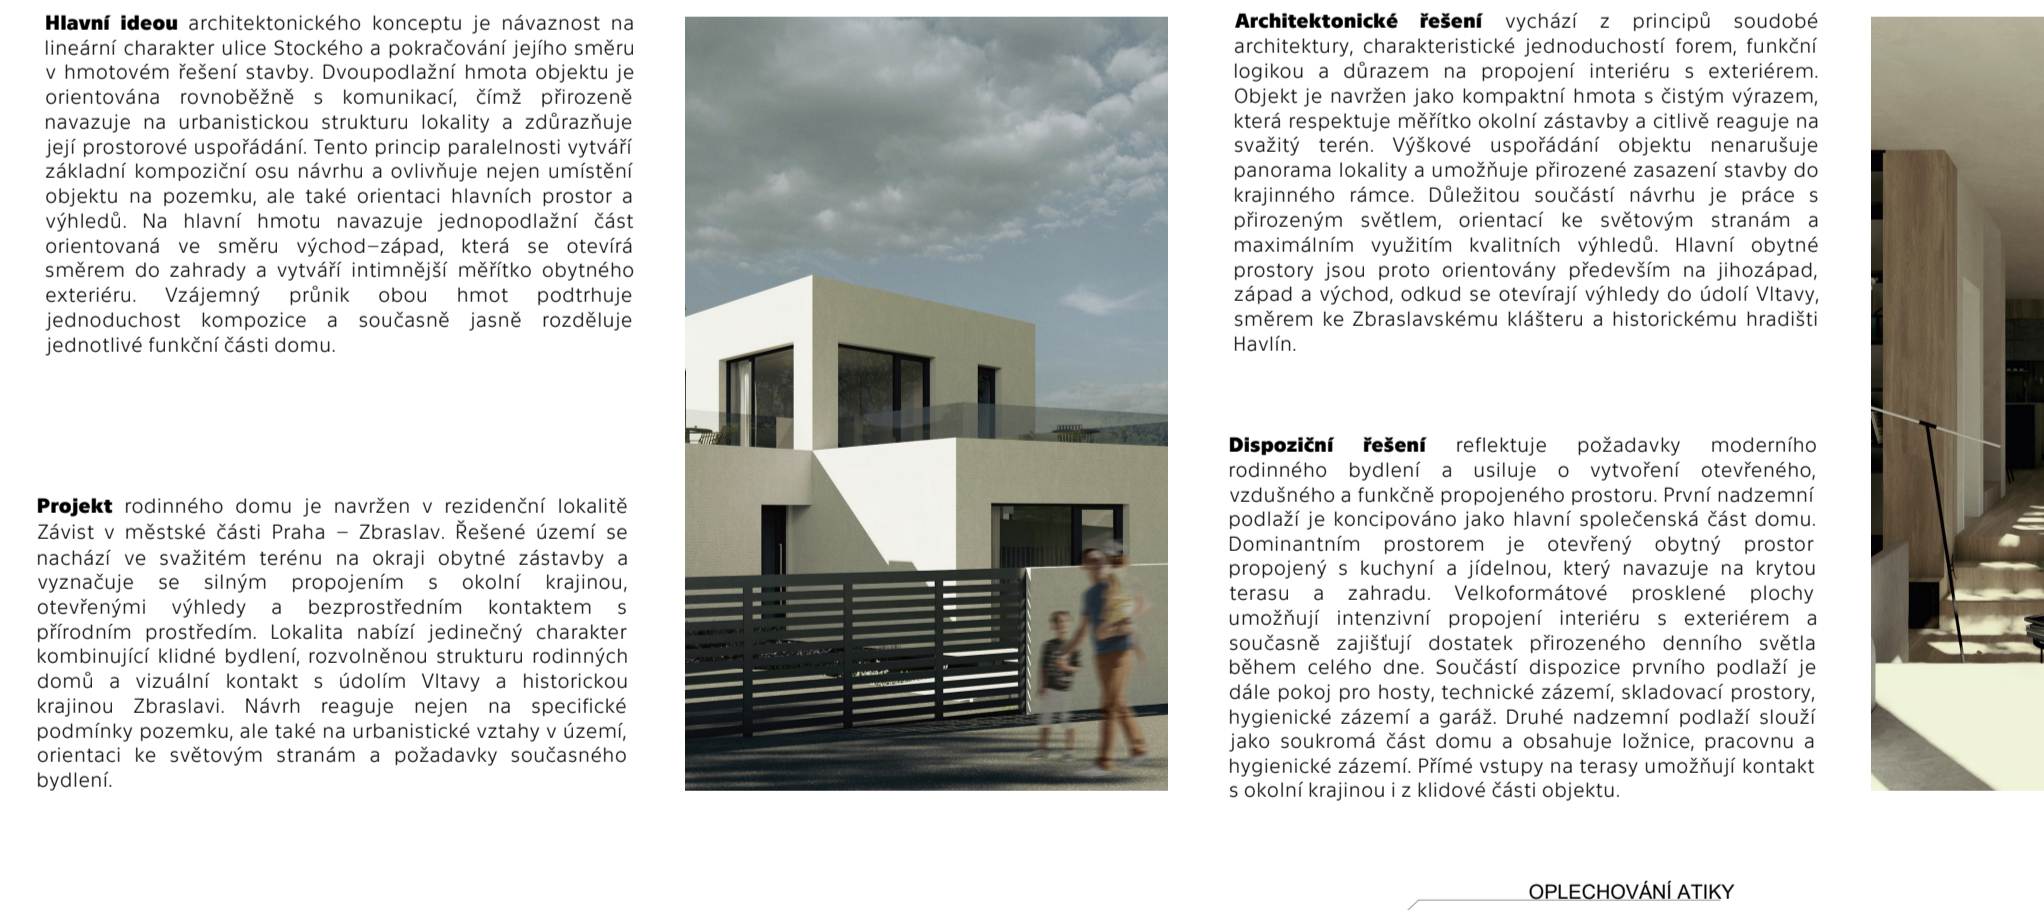 Hlavní ideou architektonického konceptu je návaznost na
lineární charakter ulice Stockého a pokračování jejího směru
v hmotovém řešení stavby. Dvoupodlažní hmota objektu je
orientována rovnoběžně s komunikací, čímž přirozeně
navazuje na urbanistickou strukturu lokality a zdůrazňuje
její prostorové uspořádání. Tento princip paralelnosti vytváří
základní kompoziční osu návrhu a ovlivňuje nejen umístění
objektu na pozemku, ale také orientaci hlavních prostor a
výhledů. Na hlavní hmotu navazuje jednopodlažní část
orientovaná ve směru východ–západ, která se otevírá
směrem do zahrady a vytváří intimnější měřítko obytného
exteriéru. Vzájemný průnik obou hmot podtrhuje
jednoduchost kompozice a současně jasně rozděluje
jednotlivé funkční části domu.
Projekt rodinného domu je navržen v rezidenční lokalitě
Závist v městské části Praha – Zbraslav. Řešené území se
nachází ve svažitém terénu na okraji obytné zástavby a
vyznačuje se silným propojením s okolní krajinou,
otevřenými výhledy a bezprostředním kontaktem s
přírodním prostředím. Lokalita nabízí jedinečný charakter
kombinující klidné bydlení, rozvolněnou strukturu rodinných
domů a vizuální kontakt s údolím Vltavy a historickou
krajinou Zbraslavi. Návrh reaguje nejen na specifické
podmínky pozemku, ale také na urbanistické vztahy v území,
orientaci ke světovým stranám a požadavky současného
bydlení.
Architektonické řešení vychází z principů soudobé
architektury, charakteristické jednoduchostí forem, funkční
logikou a důrazem na propojení interiéru s exteriérem.
Objekt je navržen jako kompaktní hmota s čistým výrazem,
která respektuje měřítko okolní zástavby a citlivě reaguje na
svažitý terén. Výškové uspořádání objektu nenarušuje
panorama lokality a umožňuje přirozené zasazení stavby do
krajinného rámce. Důležitou součástí návrhu je práce s
přirozeným světlem, orientací ke světovým stranám a
maximálním využitím kvalitních výhledů. Hlavní obytné
prostory jsou proto orientovány především na jihozápad,
západ a východ, odkud se otevírají výhledy do údolí Vltavy,
směrem ke Zbraslavskému klášteru a historickému hradišti
Havlín.
Dispoziční řešení reflektuje požadavky moderního
rodinného bydlení a usiluje o vytvoření otevřeného,
vzdušného a funkčně propojeného prostoru. První nadzemní
podlaží je koncipováno jako hlavní společenská část domu.
Dominantním prostorem je otevřený obytný prostor
propojený s kuchyní a jídelnou, který navazuje na krytou
terasu a zahradu. Velkoformátové prosklené plochy
umožňují intenzivní propojení interiéru s exteriérem a
současně zajišťují dostatek přirozeného denního světla
během celého dne. Součástí dispozice prvního podlaží je
dále pokoj pro hosty, technické zázemí, skladovací prostory,
hygienické zázemí a garáž. Druhé nadzemní podlaží slouží
jako soukromá část domu a obsahuje ložnice, pracovnu a
hygienické zázemí. Přímé vstupy na terasy umožňují kontakt
s okolní krajinou i z klidové části objektu.
OPLECHOVÁNÍ ATIKY